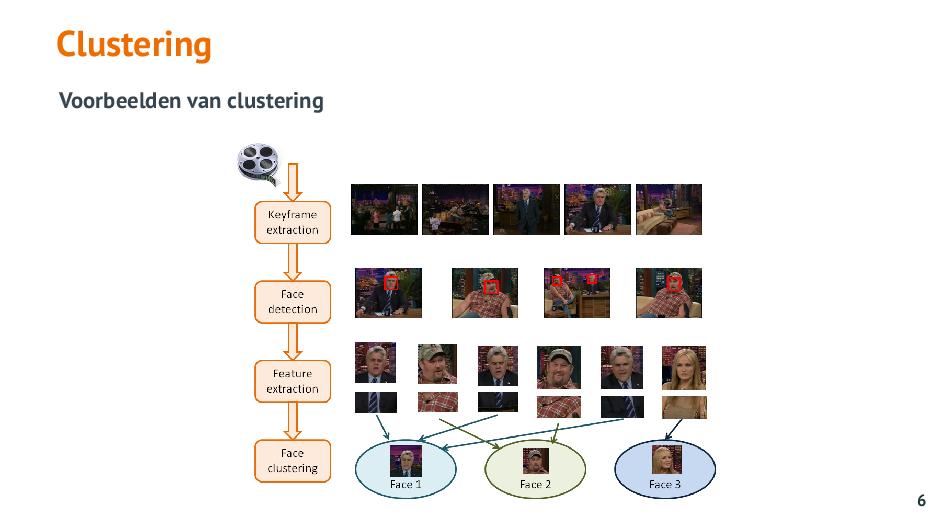 Clustering
Voorbeelden van clustering
Keyframe
extraction
Face
detection
Feature
extraction
Face
clustering
Face 1
Face 2
Face 3
6